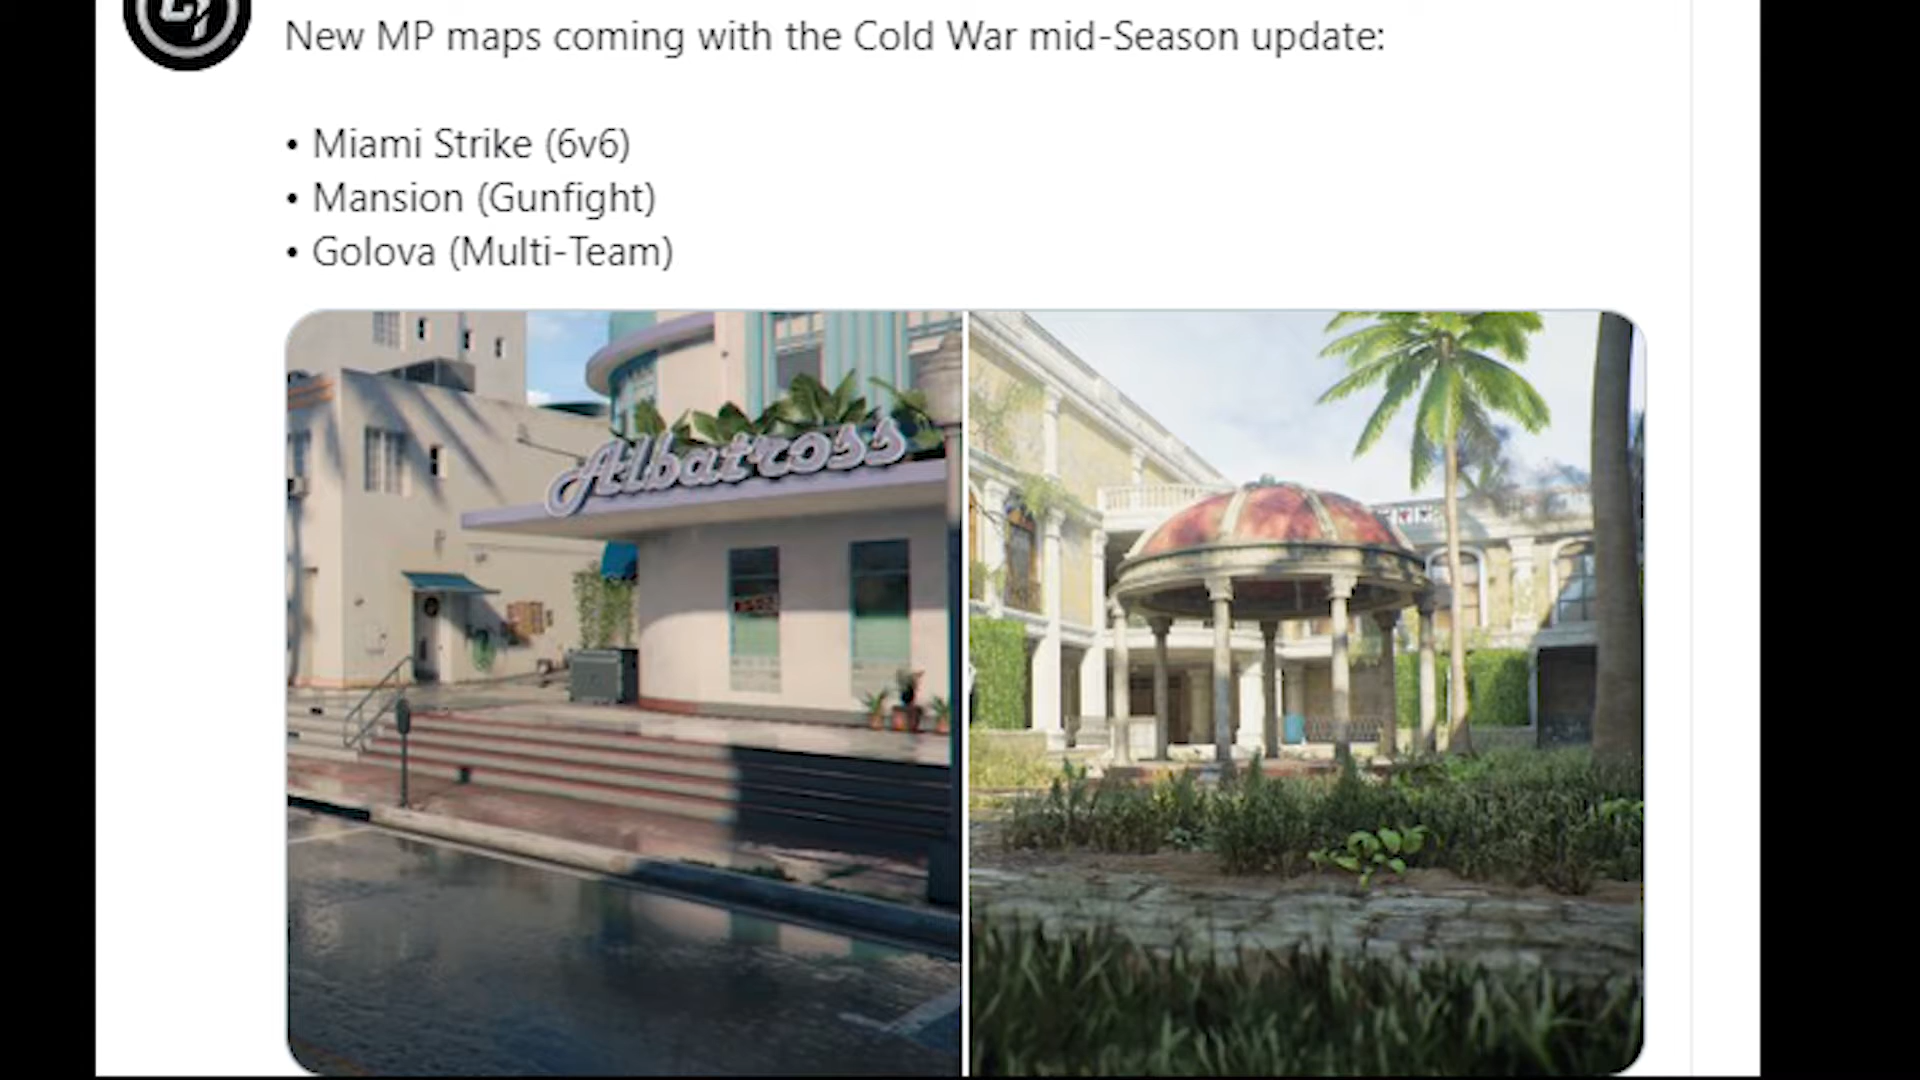 New MP maps coming with the Cold War mid-Season update:
• Miami Strike (6v6)
• Mansion (Gunfight)
• Golova (Multi-Team)
Albatross